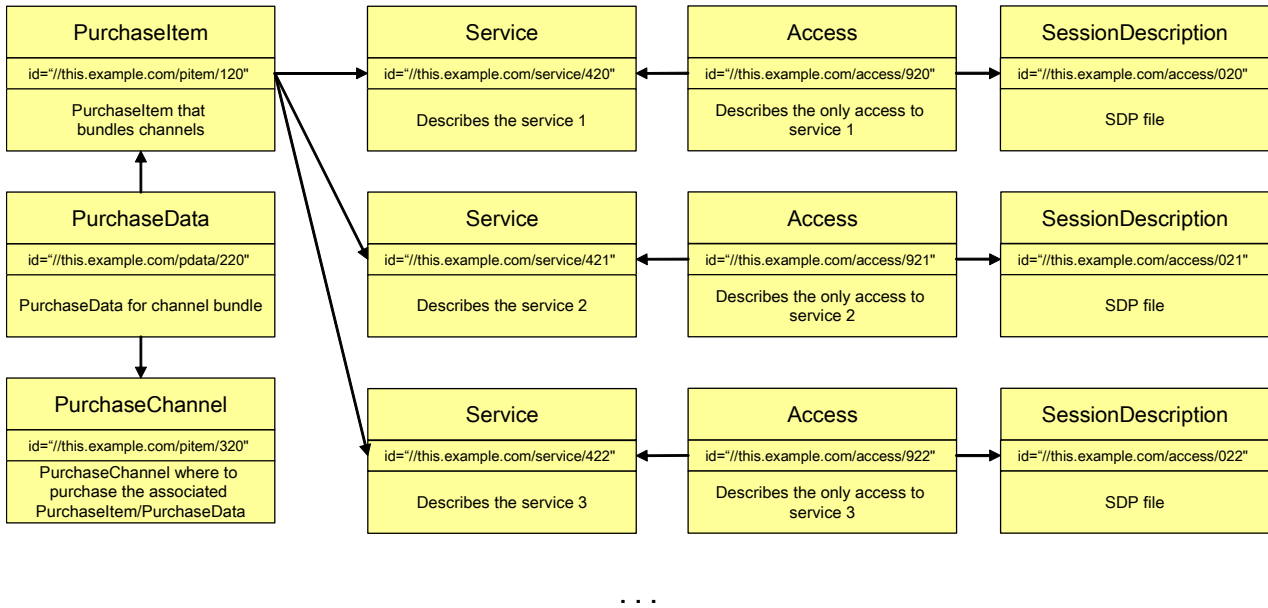 PurchaseItem
id=“//this.example.com/pitem/120"
PurchaseItem that
bundles channels
Service
id=“//this.example.com/service/420"
Describes the service 1
Access
id=“//this.example.com/access/920"
Describes the only access to
service 1
SessionDescription
id=“//this.example.com/access/020"
SDP file
PurchaseData
id=“//this.example.com/pdata/220"
PurchaseData for channel bundle
Service
id=“//this.example.com/service/421"
Describes the service 2
Access
id=“//this.example.com/access/921"
Describes the only access to
service 2
SessionDescription
id=“//this.example.com/access/021"
SDP file
PurchaseChannel
id=“//this.example.com/pitem/320"
PurchaseChannel where to
purchase the associated
PurchaseItem/PurchaseData
Service
id=“//this.example.com/service/422"
Describes the service 3
Access
id=“//this.example.com/access/922"
Describes the only access to
service 3
SessionDescription
id=“//this.example.com/access/022"
SDP file
...